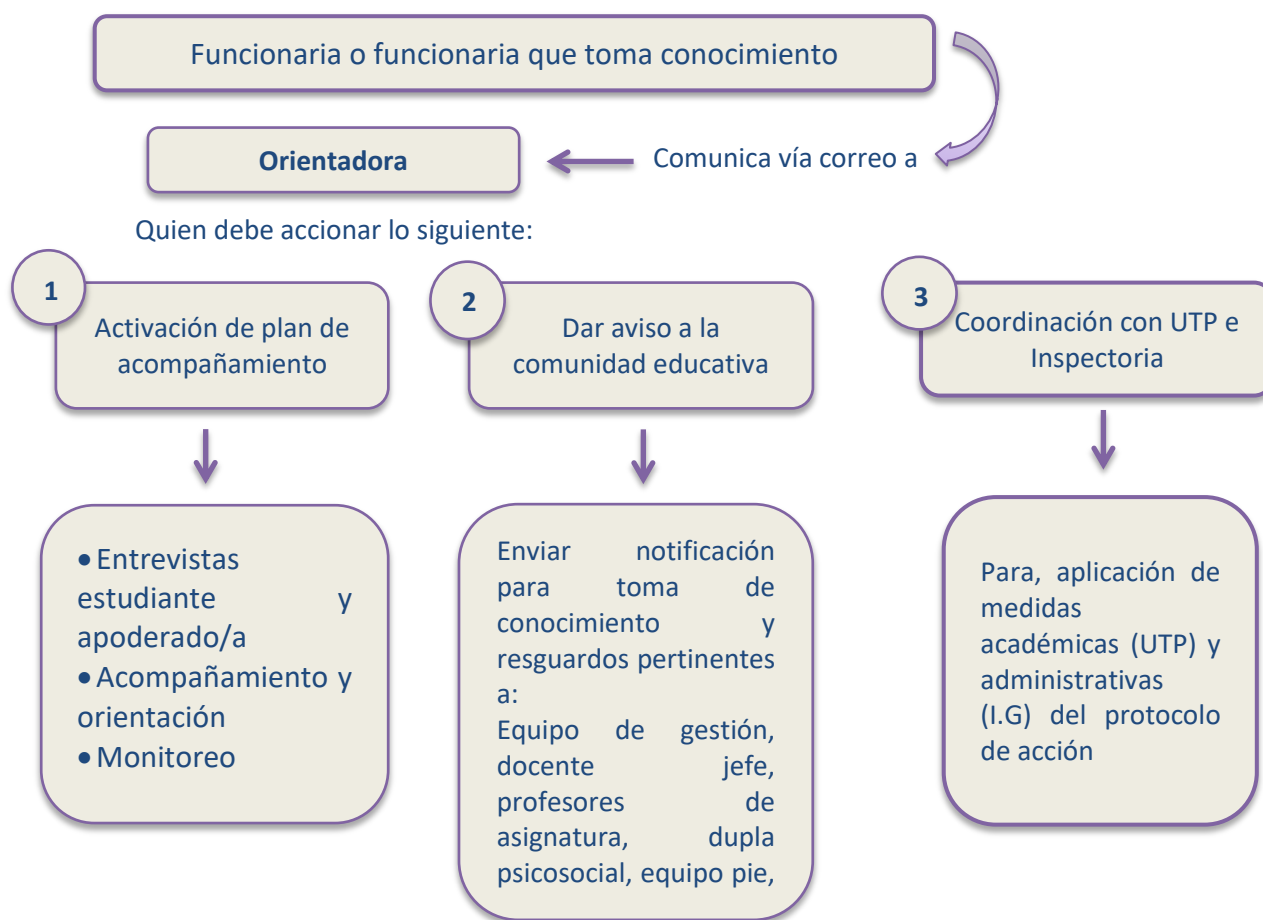 Funcionaria o funcionaria que toma conocimiento
Orientadora
Comunica vía correo a
Quien debe accionar lo siguiente:
1
Activación de plan de
acompañamiento
2
Dar aviso a la
comunidad educativa
3
Coordinación con UTP e
Inspectoria
• Entrevistas
estudiante y
apoderado/a
• Acompañamiento y
orientación
• Monitoreo
Enviar notificación
para toma de
conocimiento y
resguardos pertinentes
a:
Equipo de gestión,
docente jefe,
profesores de
asignatura, dupla
psicosocial, equipo pie,
Para, aplicación de
medidas
académicas (UTP) y
administrativas
(I.G) del protocolo
de acción